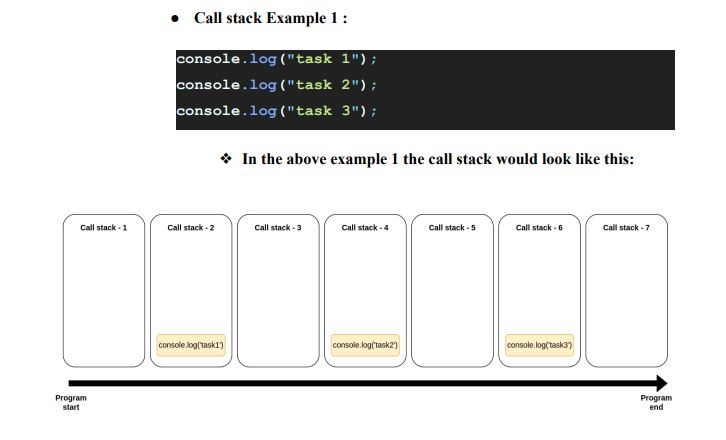 ● Call stack Example 1 :
console.log("task 1");
console.log("task 2");
console.log("task 3");
❖ In the above example 1 the call stack would look like this:
Call stack - 1
Call stack - 2
Call stack - 3
Call stack - 4
Call stack - 5
Call stack - 6
Call stack - 7
console.log('task1')
console.log('task2')
console.log('task3')
Program
start
Program
end